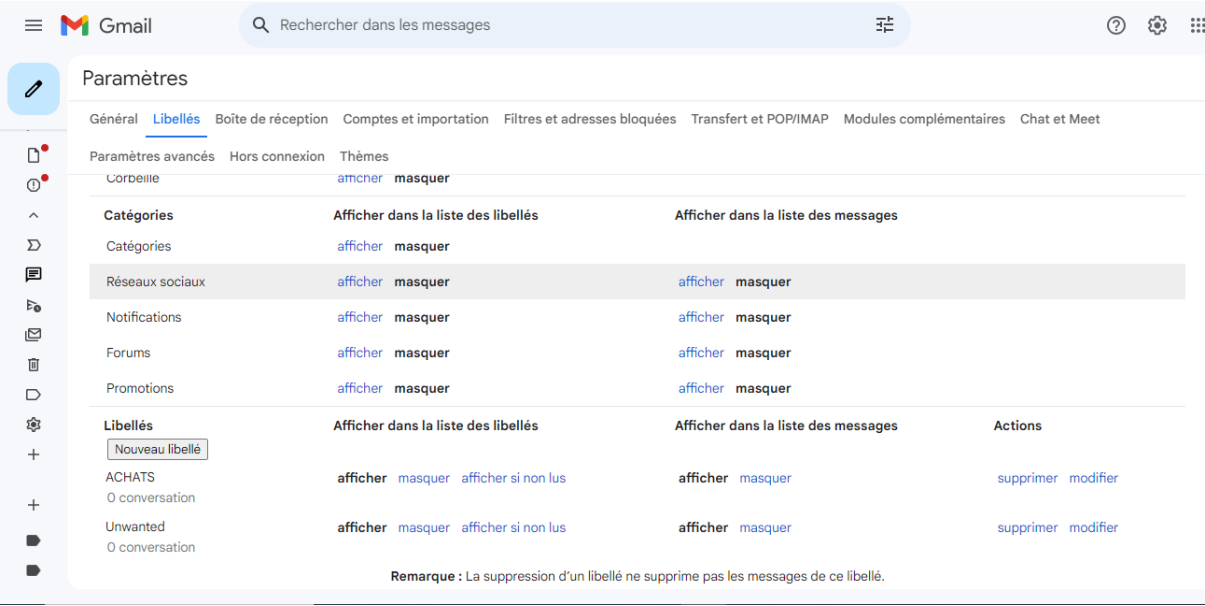 Gmail
Rechercher dans les messages
Paramètres
Général Libellés Boîte de réception Comptes et importation Filtres et adresses bloquées Transfert et POP/IMAP Modules complémentaires Chat et Meet
Paramètres avancés Hors connexion Thèmes
Corbeille afficher masquer
Catégories Afficher dans la liste des libellés Afficher dans la liste des messages
Catégories afficher masquer
Réseaux sociaux afficher masquer afficher masquer
Notifications afficher masquer afficher masquer
Forums afficher masquer afficher masquer
Promotions afficher masquer afficher masquer
Libellés Afficher dans la liste des libellés Afficher dans la liste des messages Actions
Nouveau libellé
ACHATS afficher masquer afficher si non lus afficher masquer supprimer modifier
0 conversation
Unwanted afficher masquer afficher si non lus afficher masquer supprimer modifier
0 conversation
Remarque : La suppression d'un libellé ne supprime pas les messages de ce libellé.